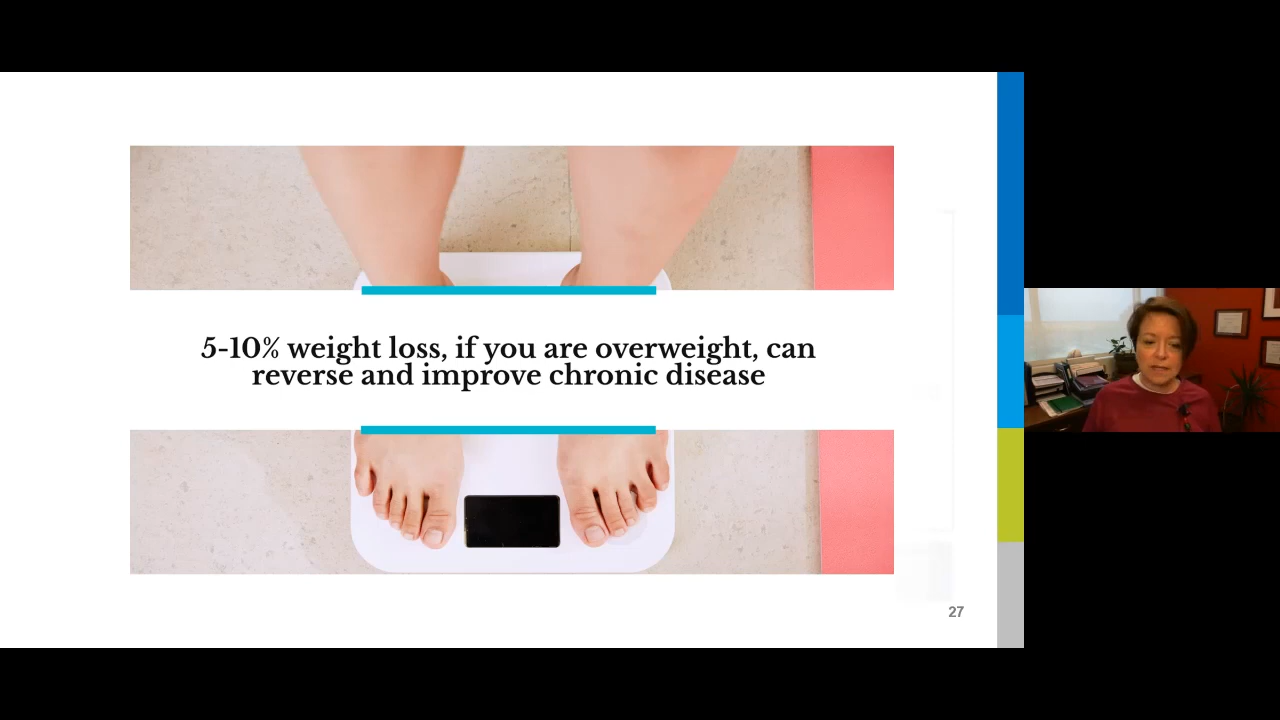 5-10% weight loss, if you are overweight, can
reverse and improve chronic disease
27